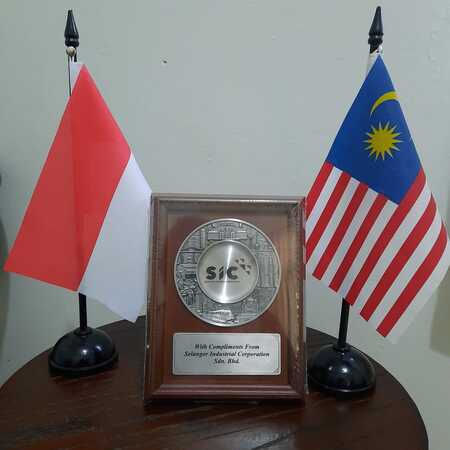 SIC
With Compliments From
Selangor Industrial Corporation
Sdn. Bhd.